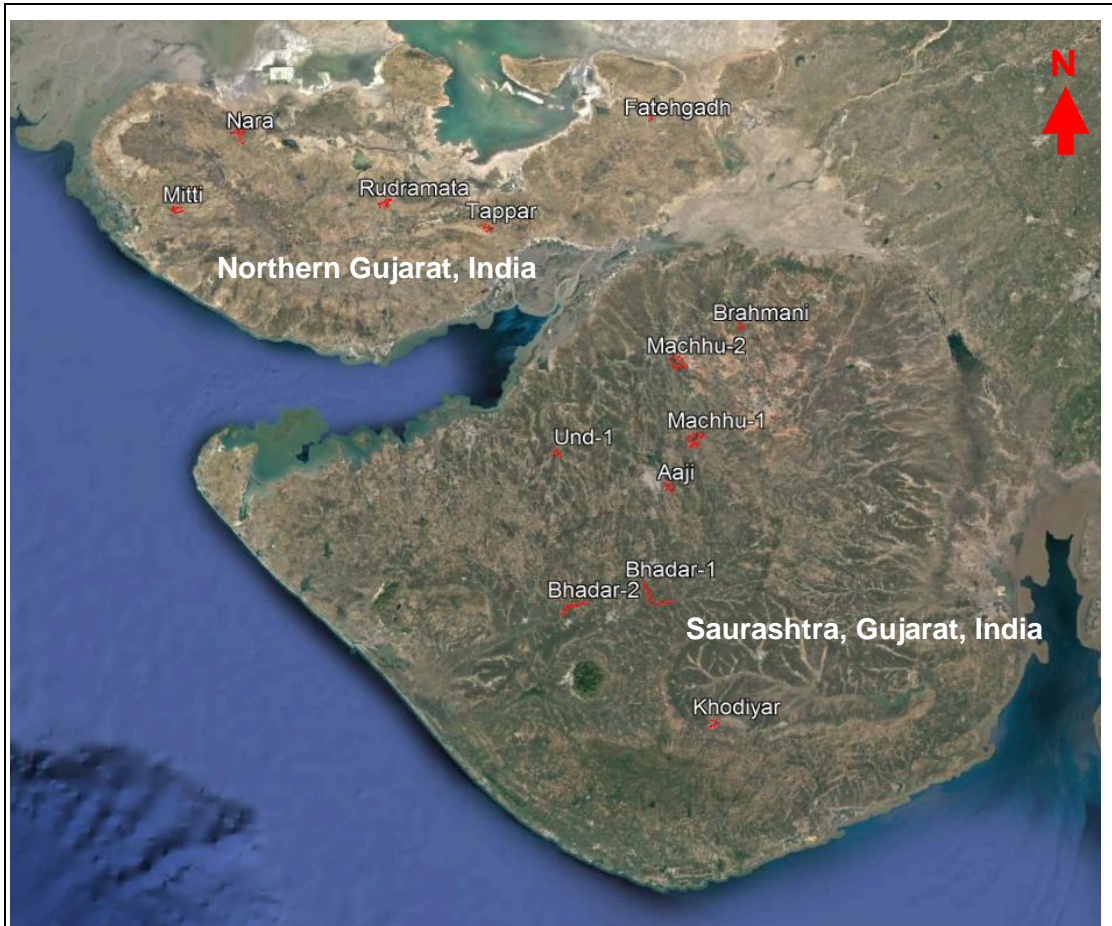 N
Fatehgadh
Nara
Mitti
Rudramata
Tappar
Northern Gujarat, India
Brahmani
Machhu-2
Machhu-1
Und-1
Aaji
Bhadar-1
Bhadar-2
Saurashtra, Gujarat, India
Khodiyar